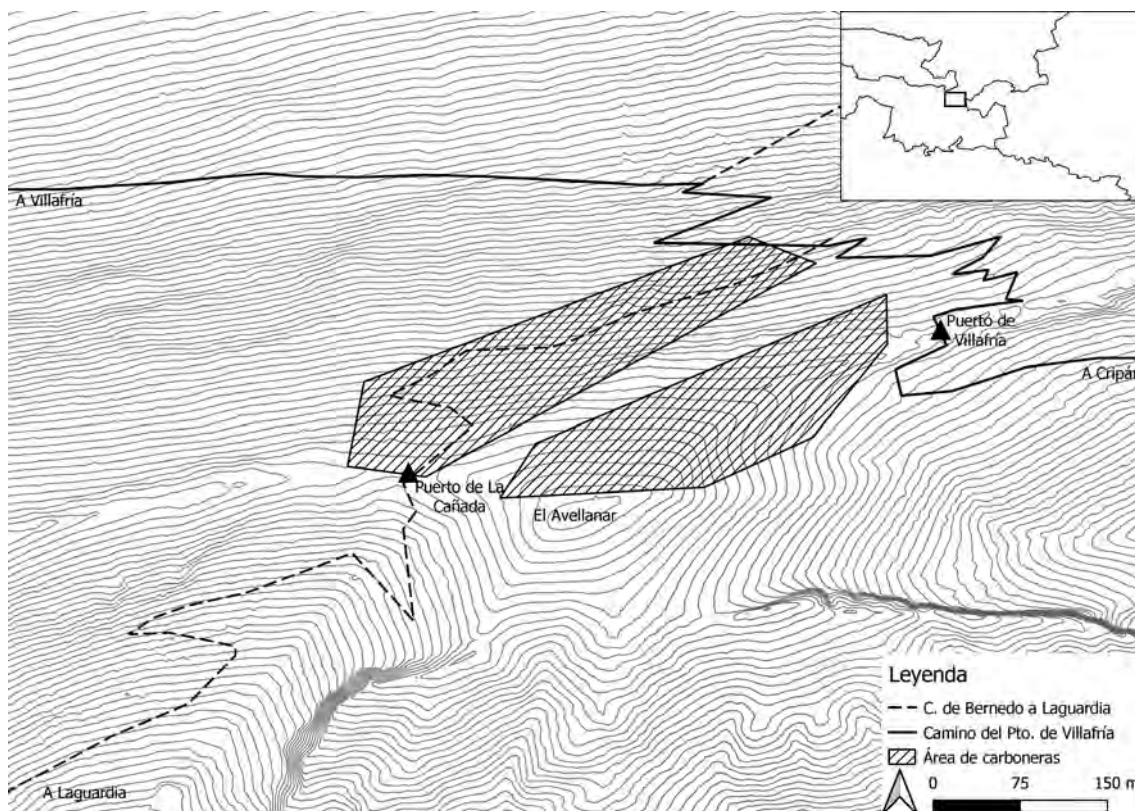 A Villafría
Puerto de
Villafría
A Cripán
Puerto de La
Cañada
El Avellanar
A Laguardia
Leyenda
C. de Bernedo a Laguardia
Camino del Pto. de Villafría
Área de carboneras
0 75 150 m